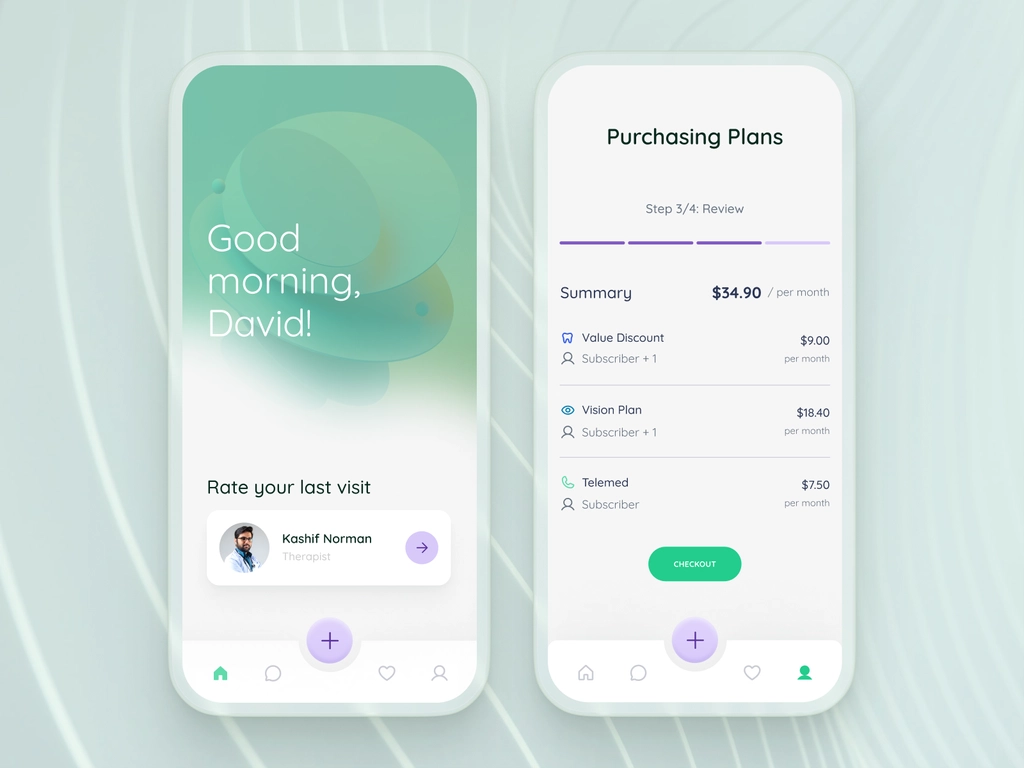 Good
morning,
David!
Rate your last visit
Kashif Norman
Therapist
Purchasing Plans
Step 3/4: Review
Summary $34.90 / per month
Value Discount $9.00
Subscriber + 1 per month
Vision Plan $18.40
Subscriber + 1 per month
Telemed $7.50
Subscriber per month
CHECKOUT